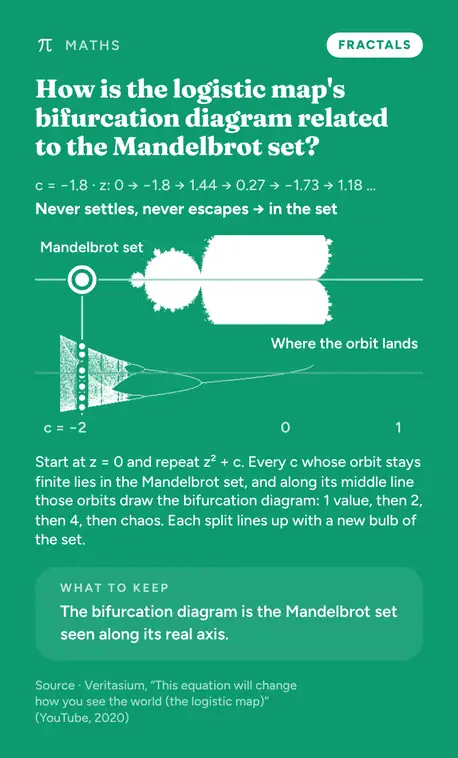 π MATHS
FRACTALS
How is the logistic map's
bifurcation diagram related
to the Mandelbrot set?
c = −1.8 · z: 0 → −1.8 → 1.44 → 0.27 → −1.73 → 1.18 ...
Never settles, never escapes → in the set
Mandelbrot set
Where the orbit lands
c = −2
0
1
Start at z = 0 and repeat z² + c. Every c whose orbit stays
finite lies in the Mandelbrot set, and along its middle line
those orbits draw the bifurcation diagram: 1 value, then 2,
then 4, then chaos. Each split lines up with a new bulb of
the set.
WHAT TO KEEP
The bifurcation diagram is the Mandelbrot set
seen along its real axis.
Source · Veritasium, “This equation will change
how you see the world (the logistic map)”
(YouTube, 2020)